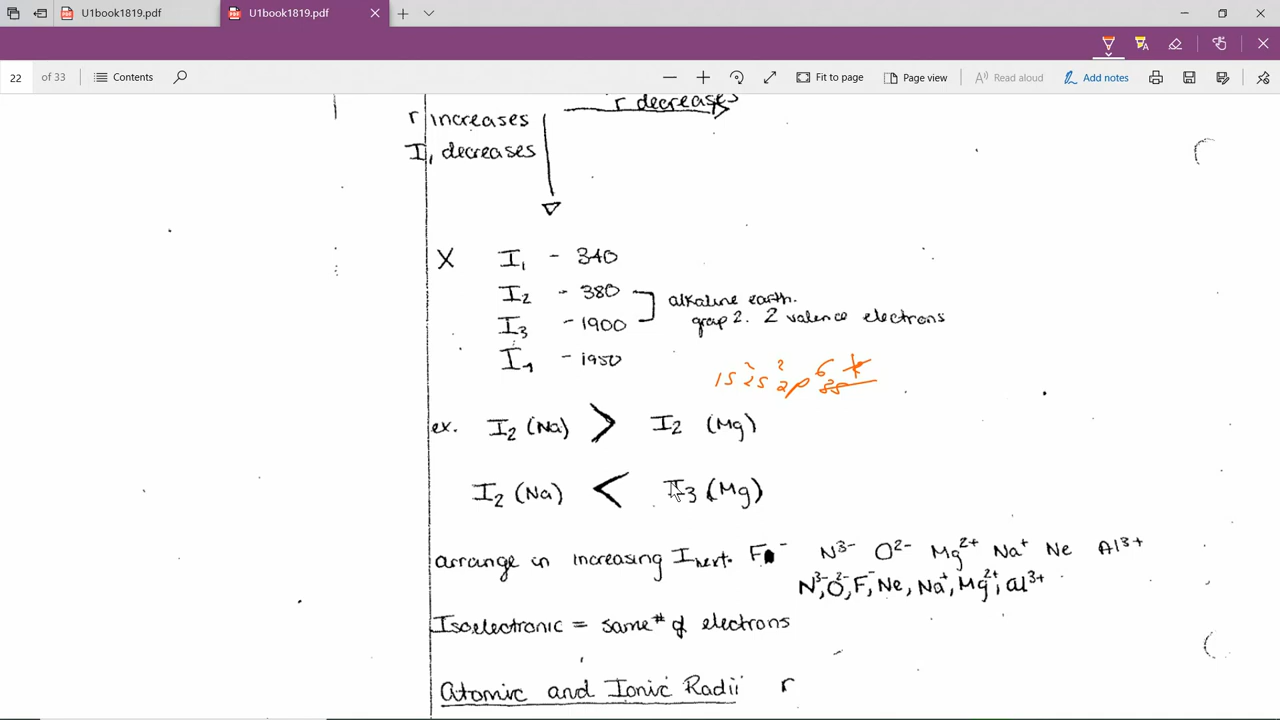 U1book1819.pdf
U1book1819.pdf
22 of 33 Contents Fit to page Page view Read aloud Add notes
r decreases
r increases
I1 decreases
X I1 - 340
I2 - 380
alkaline earth.
group 2. 2 valence electrons
I3 - 1900
I4 - 1950
1s² 2s² 2p⁶ 3s
ex. I2 (Na) > I2 (Mg)
I2 (Na) < I3 (Mg)
arrange in increasing Inext. F⁻ N³⁻ O²⁻ Mg²⁺ Na⁺ Ne Al³⁺
N³⁻, O²⁻, F⁻, Ne, Na⁺, Mg²⁺, Al³⁺
Isoelectronic = same # of electrons
Atomic and Ionic Radii r